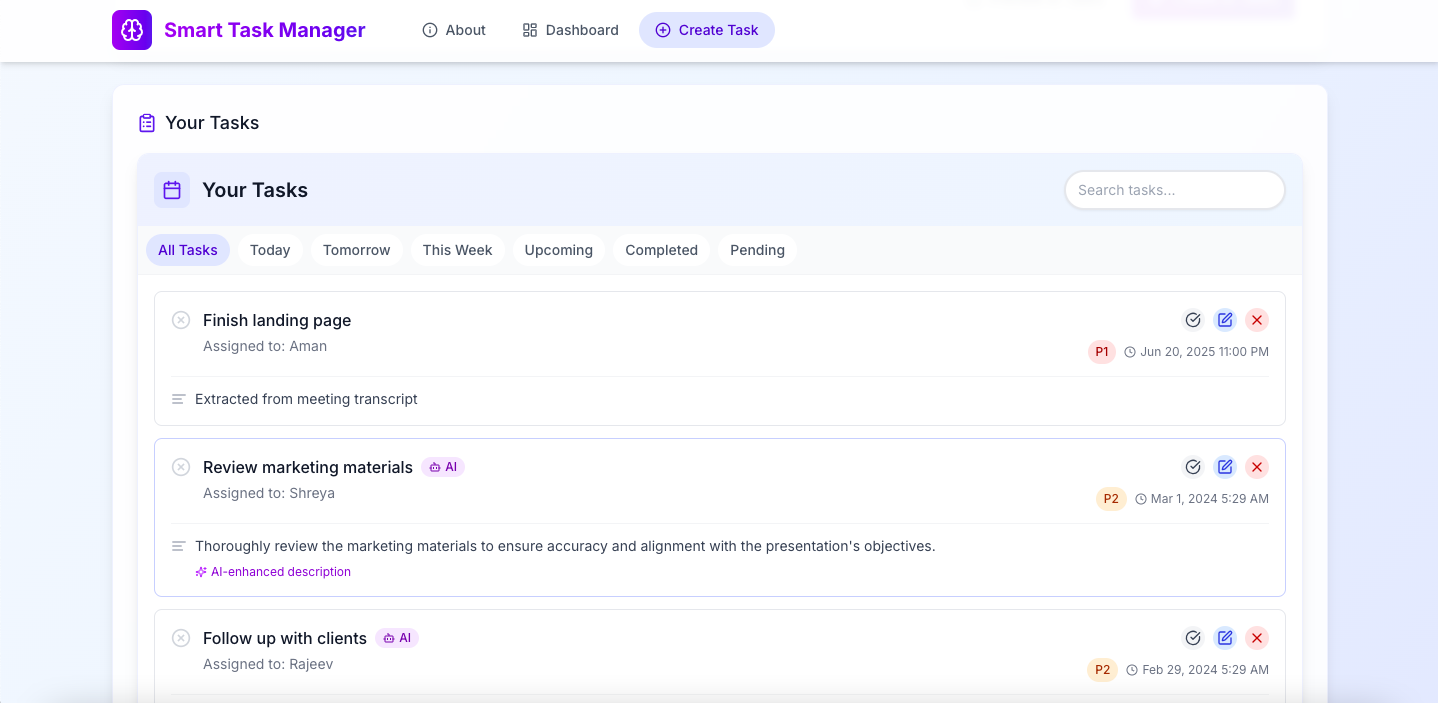 Smart Task Manager
About
Dashboard
Create Task
Your Tasks
Your Tasks
Search tasks...
All Tasks
Today
Tomorrow
This Week
Upcoming
Completed
Pending
Finish landing page
Assigned to: Aman
P1
Jun 20, 2025 11:00 PM
Extracted from meeting transcript
Review marketing materials
AI
Assigned to: Shreya
P2
Mar 1, 2024 5:29 AM
Thoroughly review the marketing materials to ensure accuracy and alignment with the presentation's objectives.
AI-enhanced description
Follow up with clients
AI
Assigned to: Rajeev
P2
Feb 29, 2024 5:29 AM